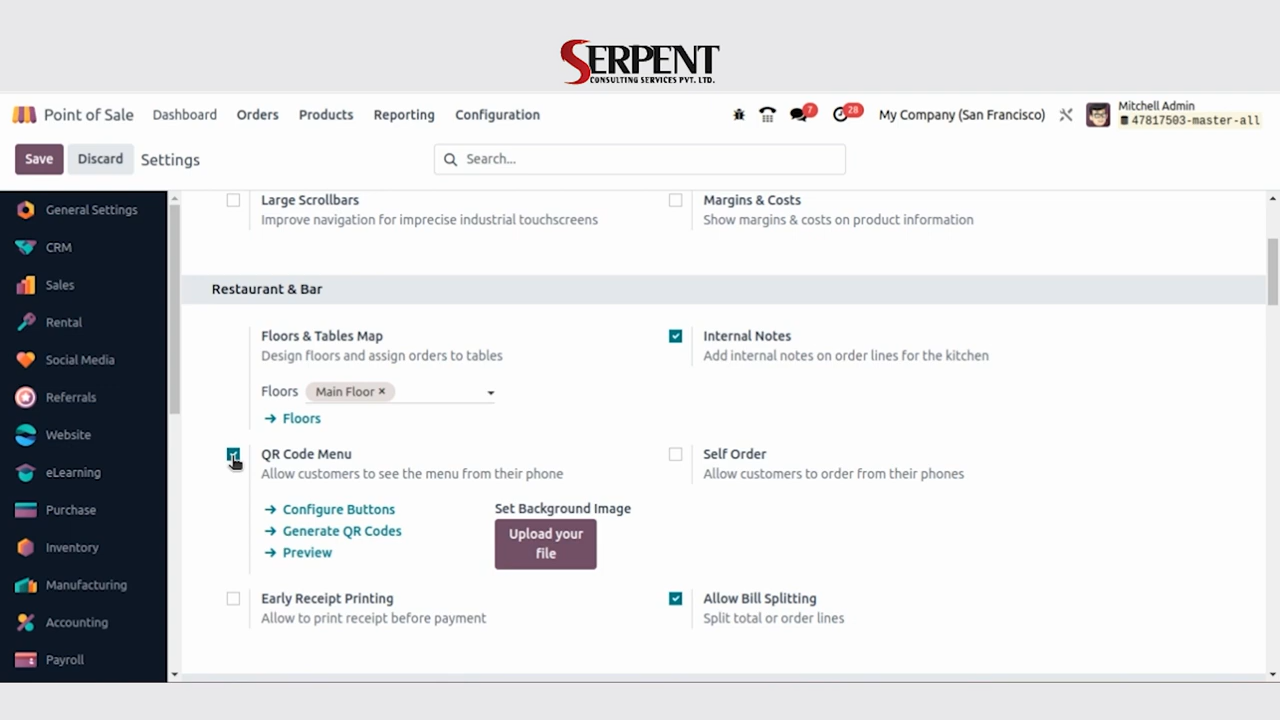 SERPENT
CONSULTING SERVICES PVT. LTD.
Point of Sale Dashboard Orders Products Reporting Configuration 7 28 My Company (San Francisco) Mitchell Admin
47817503-master-all
Save Discard Settings Search...
General Settings
CRM
Sales
Rental
Social Media
Referrals
Website
eLearning
Purchase
Inventory
Manufacturing
Accounting
Payroll
Large Scrollbars
Improve navigation for imprecise industrial touchscreens
Margins & Costs
Show margins & costs on product information
Restaurant & Bar
Floors & Tables Map
Design floors and assign orders to tables
Floors Main Floor ×
→ Floors
Internal Notes
Add internal notes on order lines for the kitchen
QR Code Menu
Allow customers to see the menu from their phone
→ Configure Buttons
→ Generate QR Codes
→ Preview
Set Background Image
Upload your
file
Self Order
Allow customers to order from their phones
Early Receipt Printing
Allow to print receipt before payment
Allow Bill Splitting
Split total or order lines